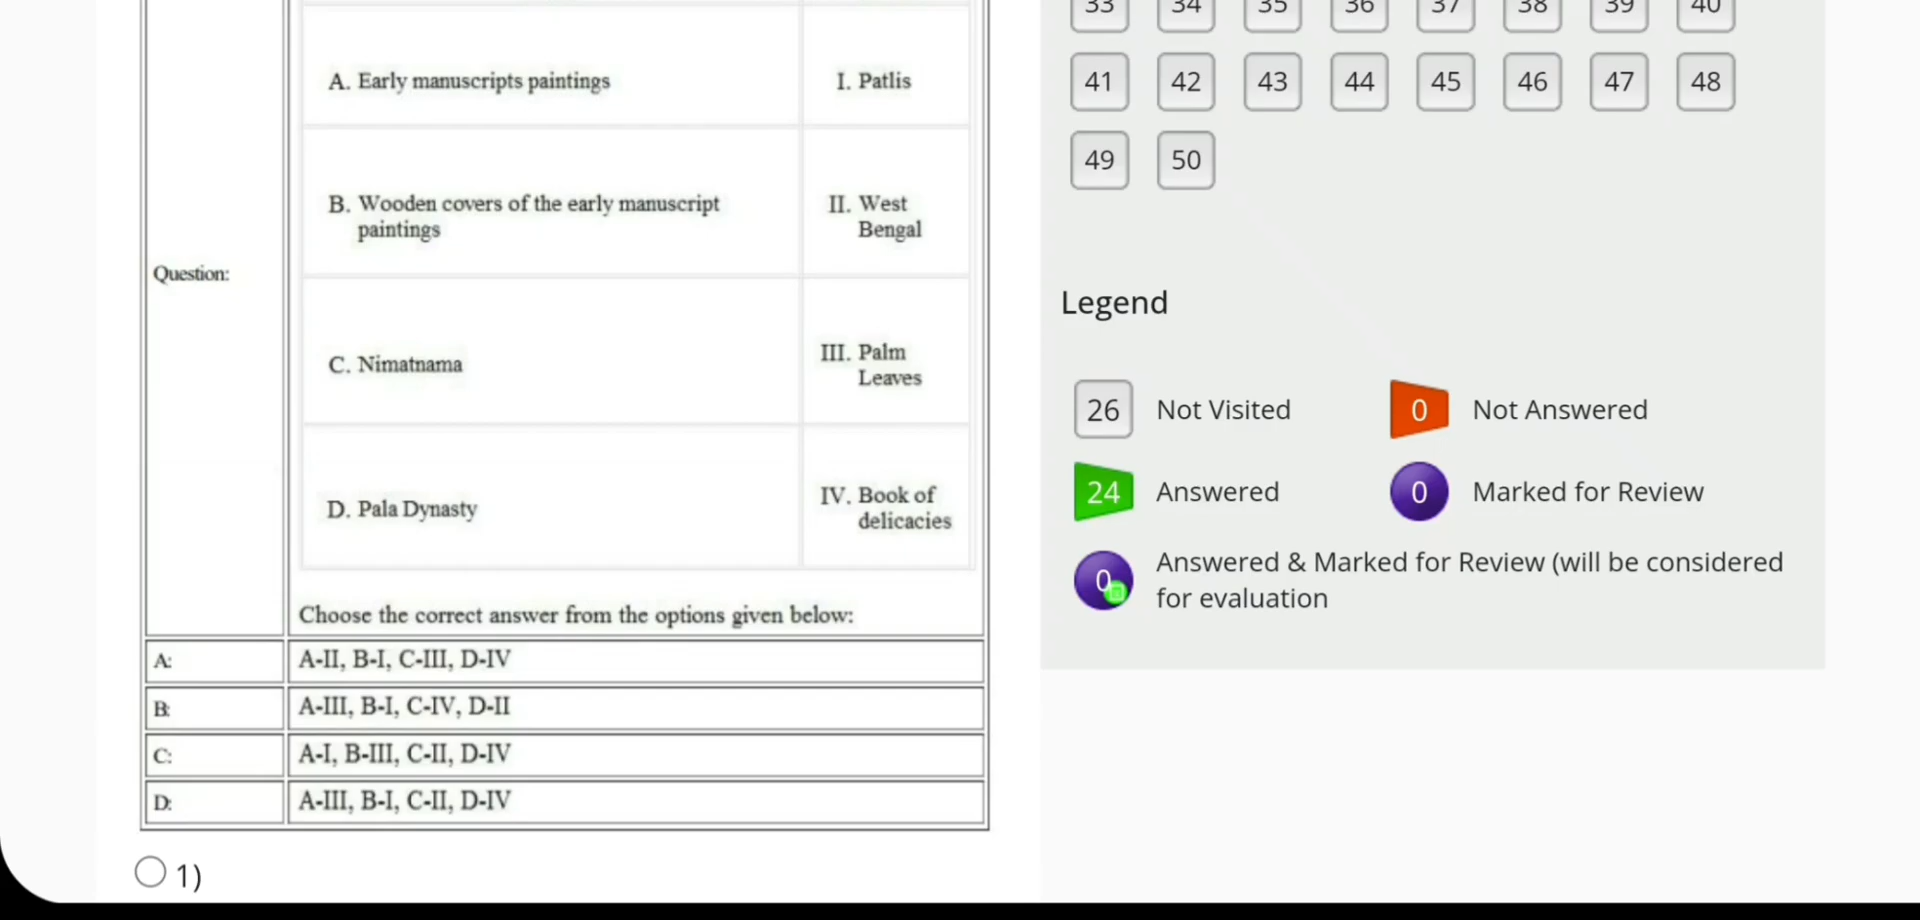 33 34 35 36 37 38 39 40
A. Early manuscripts paintings
I. Patlis
41 42 43 44 45 46 47 48
49 50
B. Wooden covers of the early manuscript
paintings
II. West
Bengal
Question:
C. Nimatnama
III. Palm
Leaves
D. Pala Dynasty
IV. Book of
delicacies
Choose the correct answer from the options given below:
A: A-II, B-I, C-III, D-IV
B: A-III, B-I, C-IV, D-II
C: A-I, B-III, C-II, D-IV
D: A-III, B-I, C-II, D-IV
1)
Legend
26 Not Visited
0 Not Answered
24 Answered
0 Marked for Review
0 Answered & Marked for Review (will be considered
for evaluation